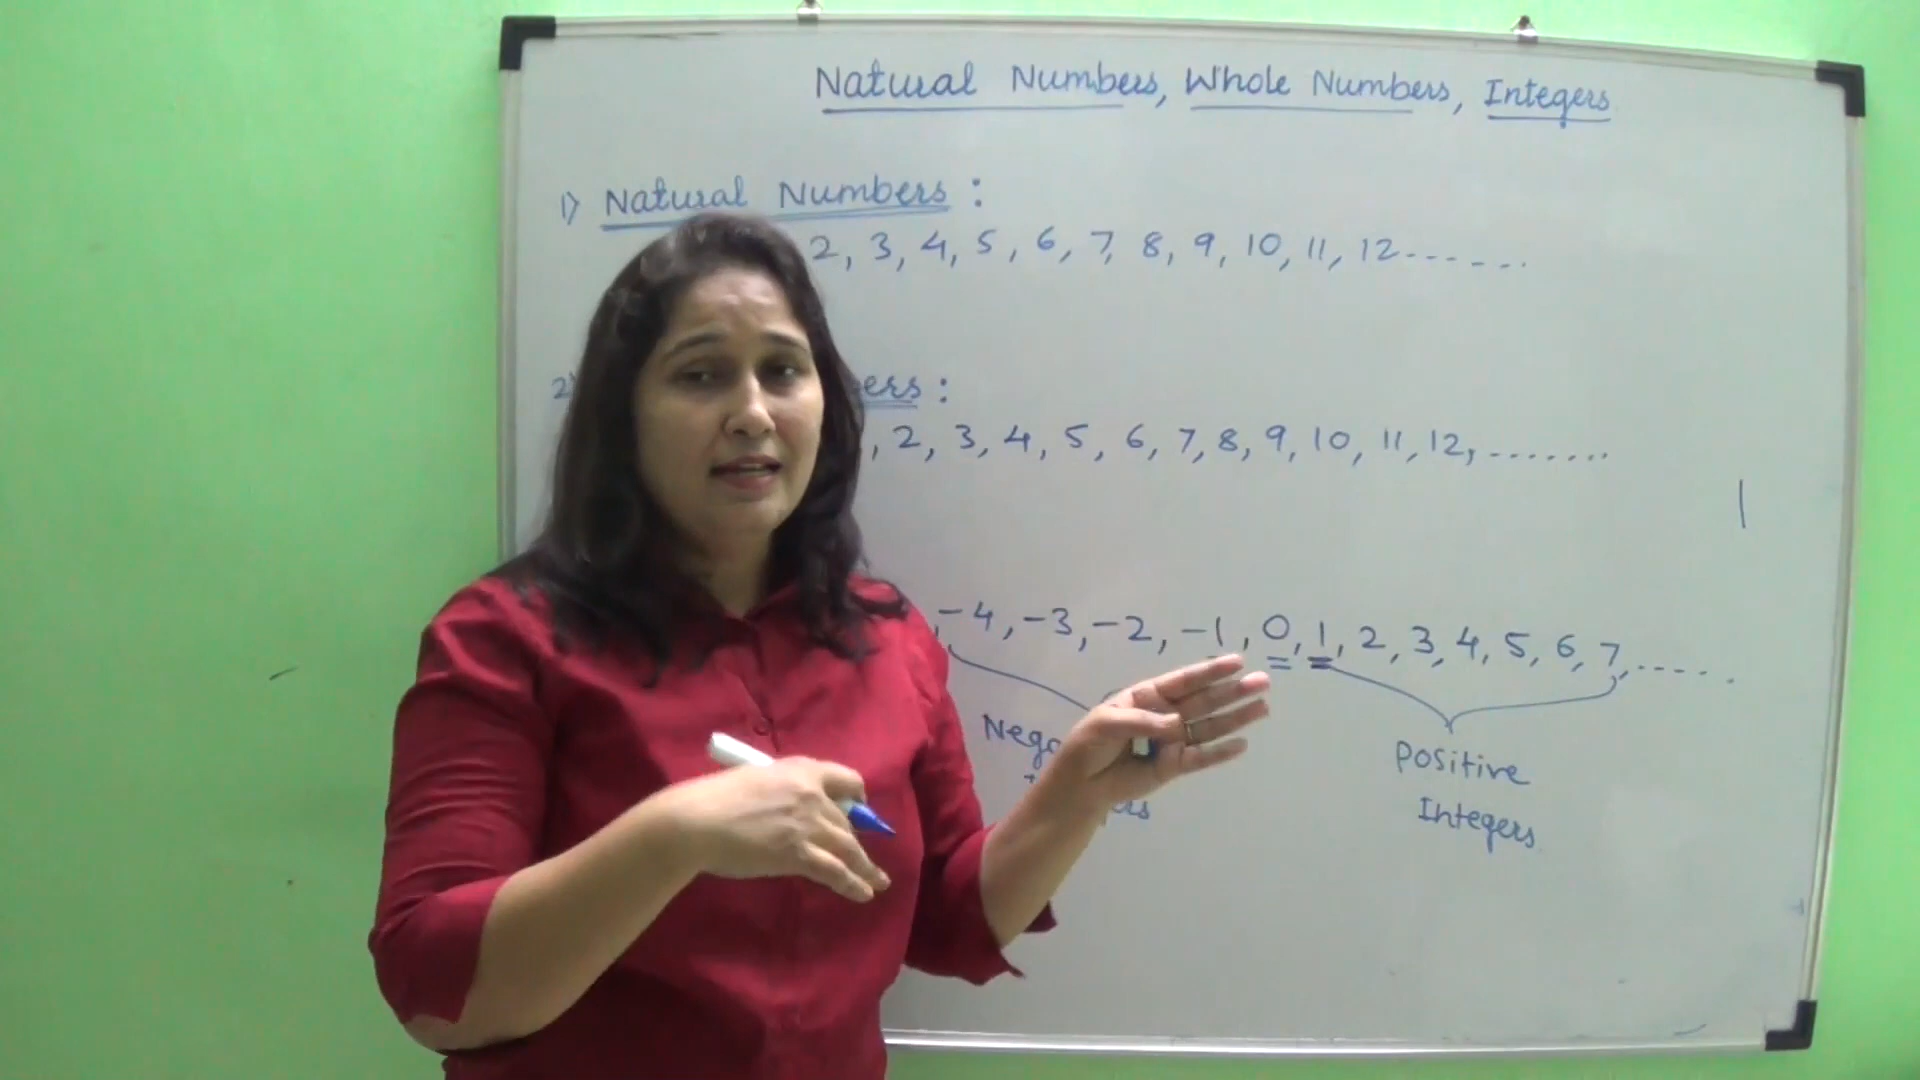 Natural Numbers, Whole Numbers, Integers
1) Natural Numbers :
2, 3, 4, 5, 6, 7, 8, 9, 10, 11, 12-------
2)
, 2, 3, 4, 5, 6, 7, 8, 9, 10, 11, 12, .......
, -4, -3, -2, -1, 0, 1, 2, 3, 4, 5, 6, 7, .....
Positive
Integers